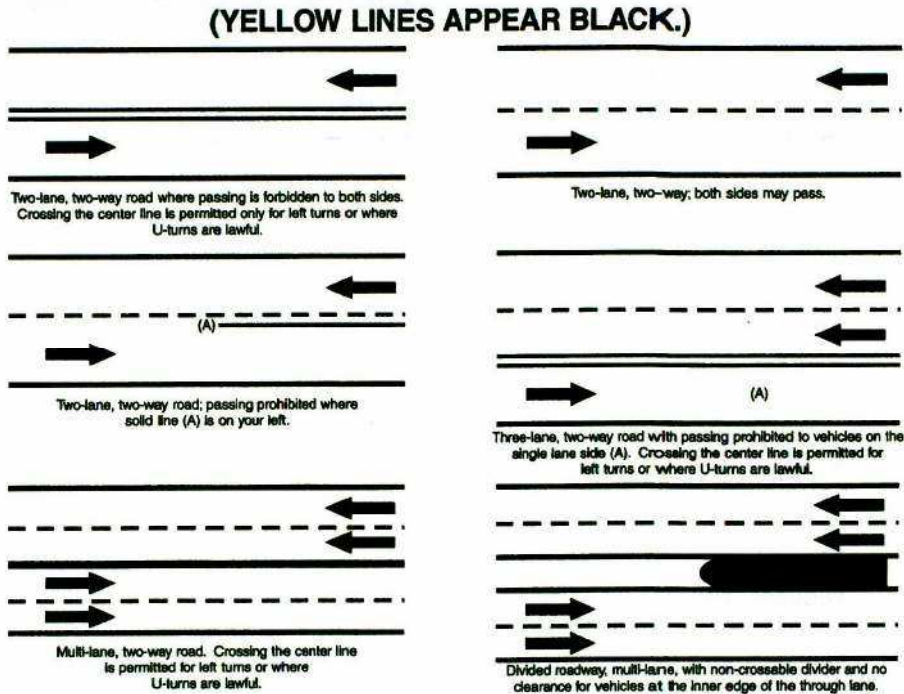 (YELLOW LINES APPEAR BLACK.)
Two-lane, two-way road where passing is forbidden to both sides.
Crossing the center line is permitted only for left turns or where
U-turns are lawful.
Two-lane, two-way; both sides may pass.
(A)
Two-lane, two-way road; passing prohibited where
solid line (A) is on your left.
(A)
Three-lane, two-way road with passing prohibited to vehicles on the
single lane side (A). Crossing the center line is permitted for
left turns or where U-turns are lawful.
Multi-lane, two-way road. Crossing the center line
is permitted for left turns or where
U-turns are lawful.
Divided roadway, multi-lane, with non-crossable divider and no
clearance for vehicles at the inner edge of the through lane.